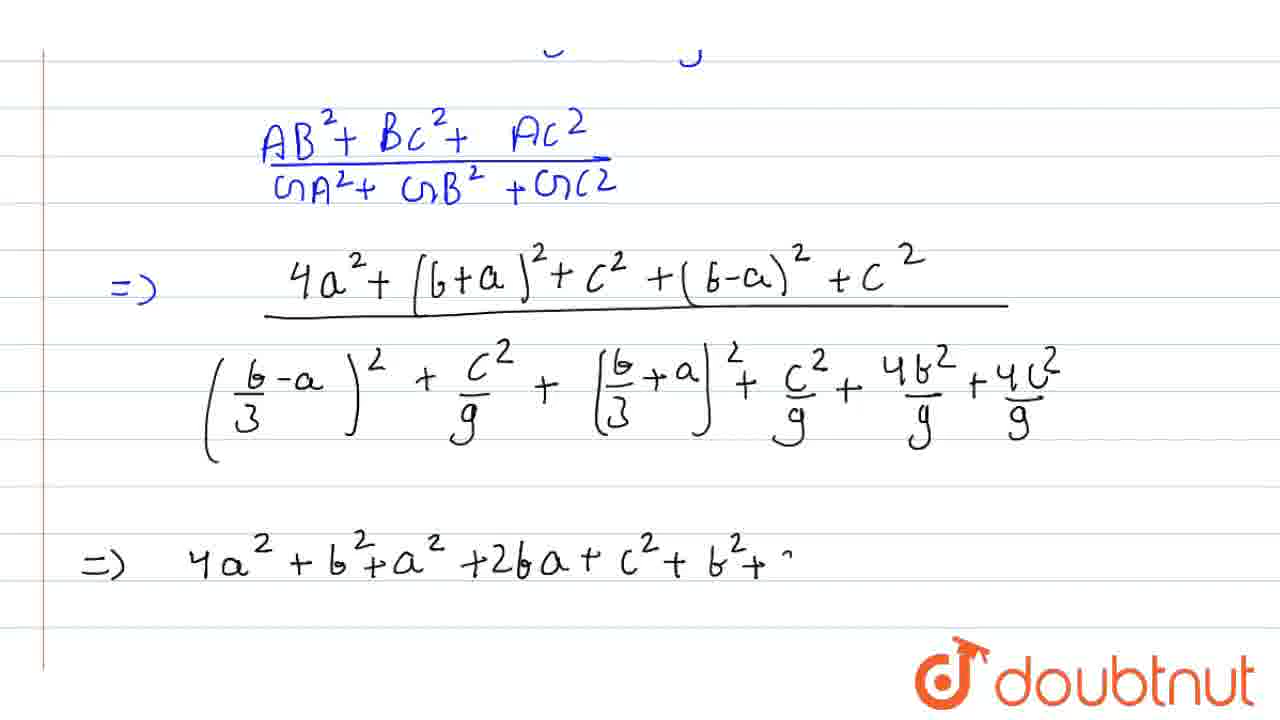 AB² + BC² + AC²
GA² + GB² + GC²
=> 4a² + (b+a)² + c² + (b-a)² + c²
(b/3 - a)² + c²/9 + (b/3 + a)² + c²/9 + 4b²/9 + 4c²/9
=> 4a² + b² + a² + 2ba + c² + b² +
doubtnut